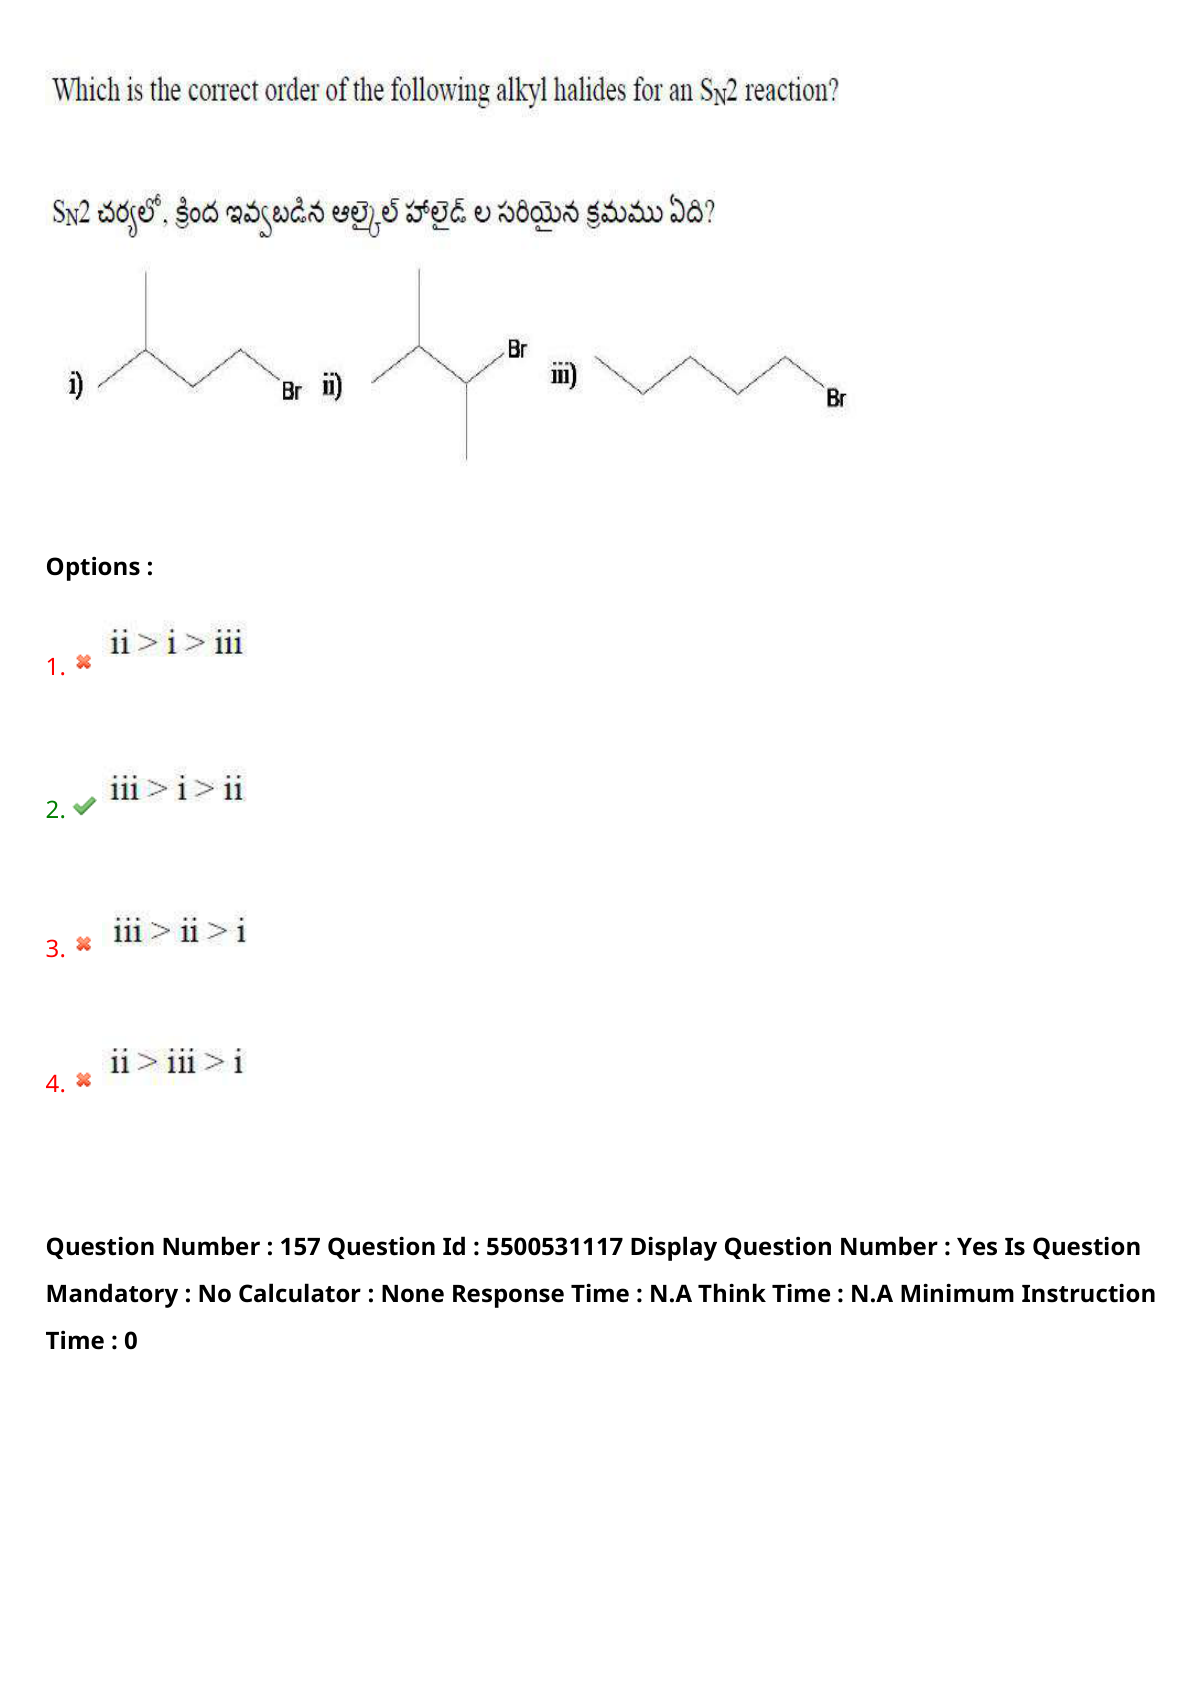 Which is the correct order of the following alkyl halides for an SN2 reaction?
SN2 చర్యలో, క్రింద ఇవ్వబడిన ఆల్కైల్ హాలైడ్ ల సరియైన క్రమము ఏది?
i) Br ii) Br iii) Br
Options :
1. ii > i > iii
2. iii > i > ii
3. iii > ii > i
4. ii > iii > i
Question Number : 157 Question Id : 5500531117 Display Question Number : Yes Is Question
Mandatory : No Calculator : None Response Time : N.A Think Time : N.A Minimum Instruction
Time : 0